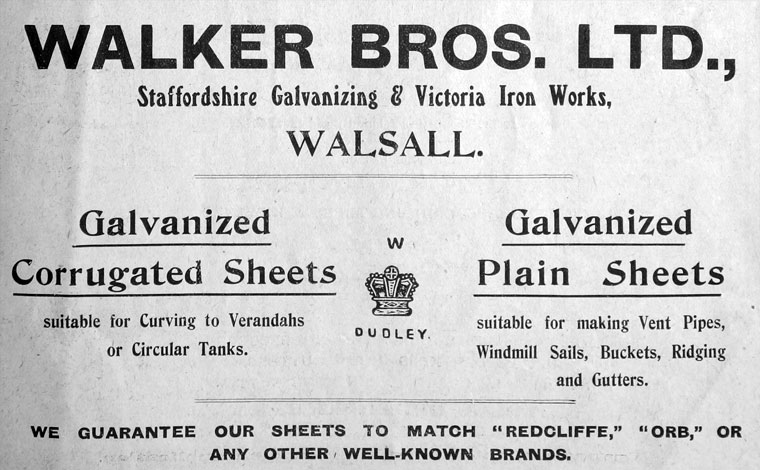 WALKER BROS. LTD.,
Staffordshire Galvanizing & Victoria Iron Works,
WALSALL.
Galvanized
Corrugated Sheets
suitable for Curving to Verandahs
or Circular Tanks.
W
DUDLEY.
Galvanized
Plain Sheets
suitable for making Vent Pipes,
Windmill Sails, Buckets, Ridging
and Gutters.
WE GUARANTEE OUR SHEETS TO MATCH “REDCLIFFE,” “ORB,” OR
ANY OTHER WELL-KNOWN BRANDS.